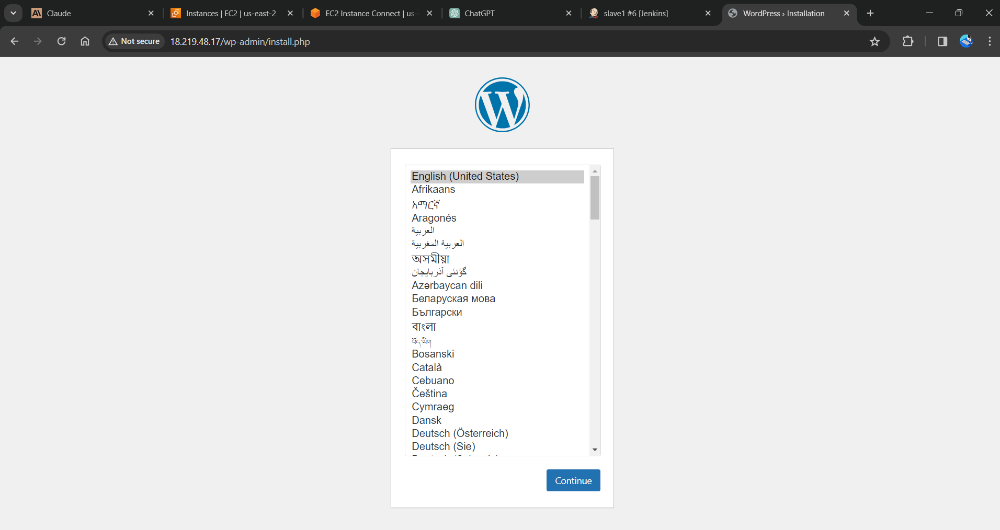 Claude
Instances | EC2 | us-east-2
EC2 Instance Connect | us-
ChatGPT
slave1 #6 [Jenkins]
WordPress › Installation
Not secure
18.219.48.17/wp-admin/install.php
English (United States)
Afrikaans
አማርኛ
Aragonés
العربية
العربية المغربية
অসমীয়া
گؤنئی آذربایجان
Azərbaycan dili
Беларуская мова
Български
বাংলা
བོད་ཡིག
Bosanski
Català
Cebuano
Čeština
Cymraeg
Dansk
Deutsch (Österreich)
Deutsch (Sie)
Continue